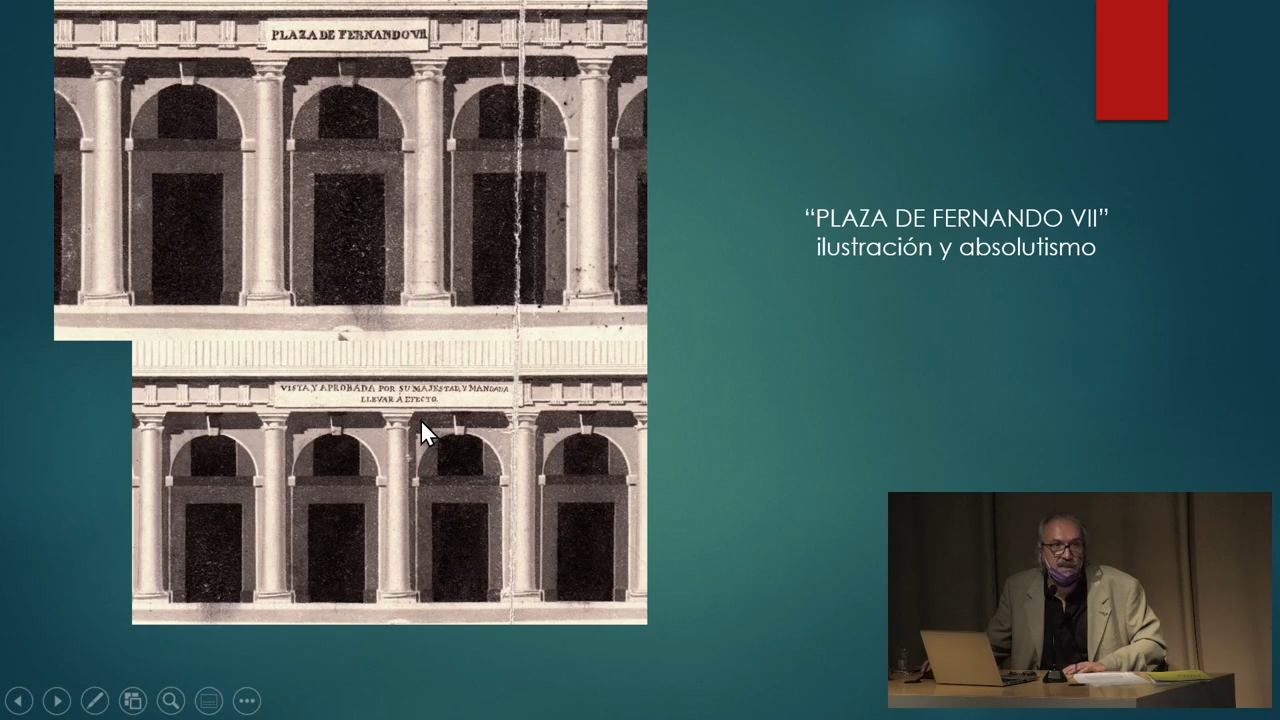 PLAZA DE FERNANDO VII.
VISTA Y APROBADA POR SU MAJESTAD, Y MANDADA
LLEVAR Á EFECTO.
“PLAZA DE FERNANDO VII”
ilustración y absolutismo